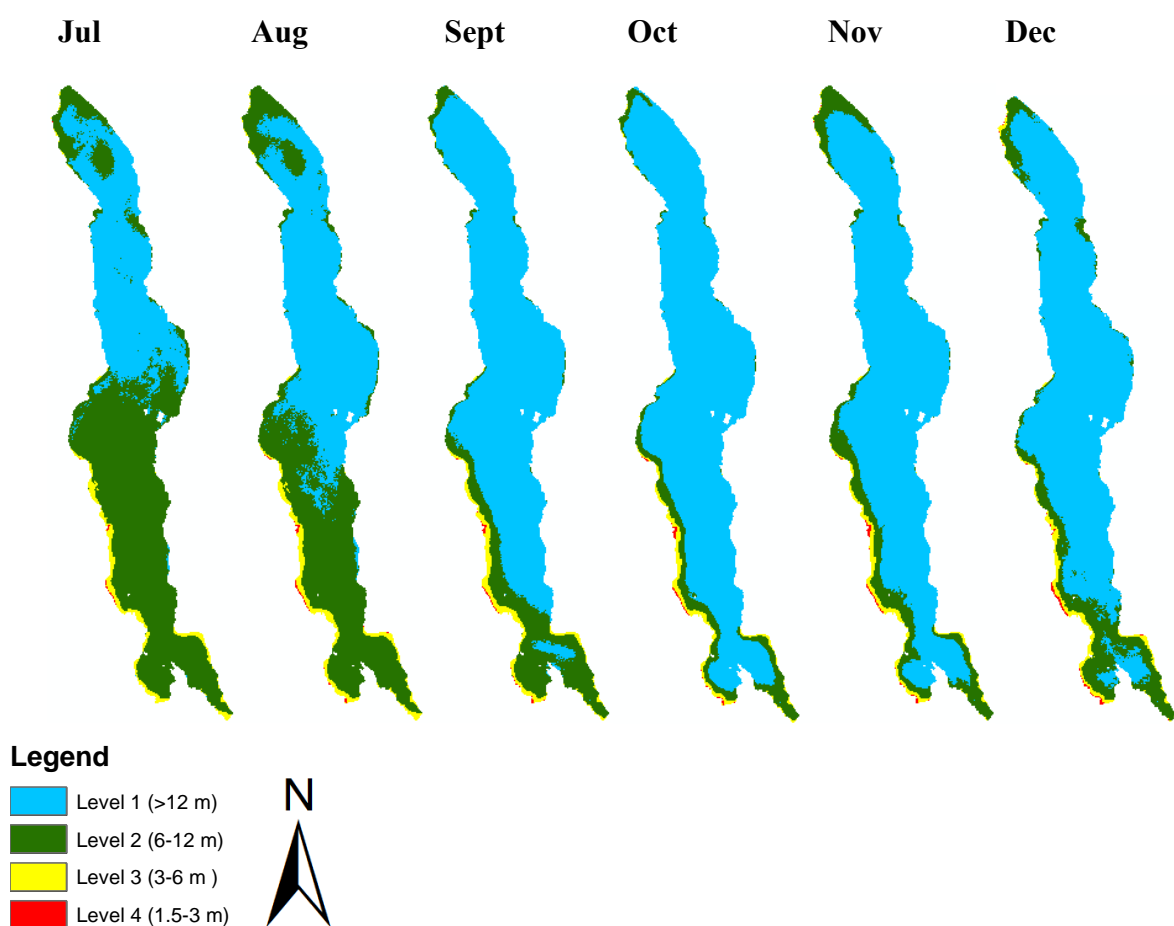 Jul Aug Sept Oct Nov Dec
Legend
N
Level 1 (>12 m)
Level 2 (6-12 m)
Level 3 (3-6 m )
Level 4 (1.5-3 m)